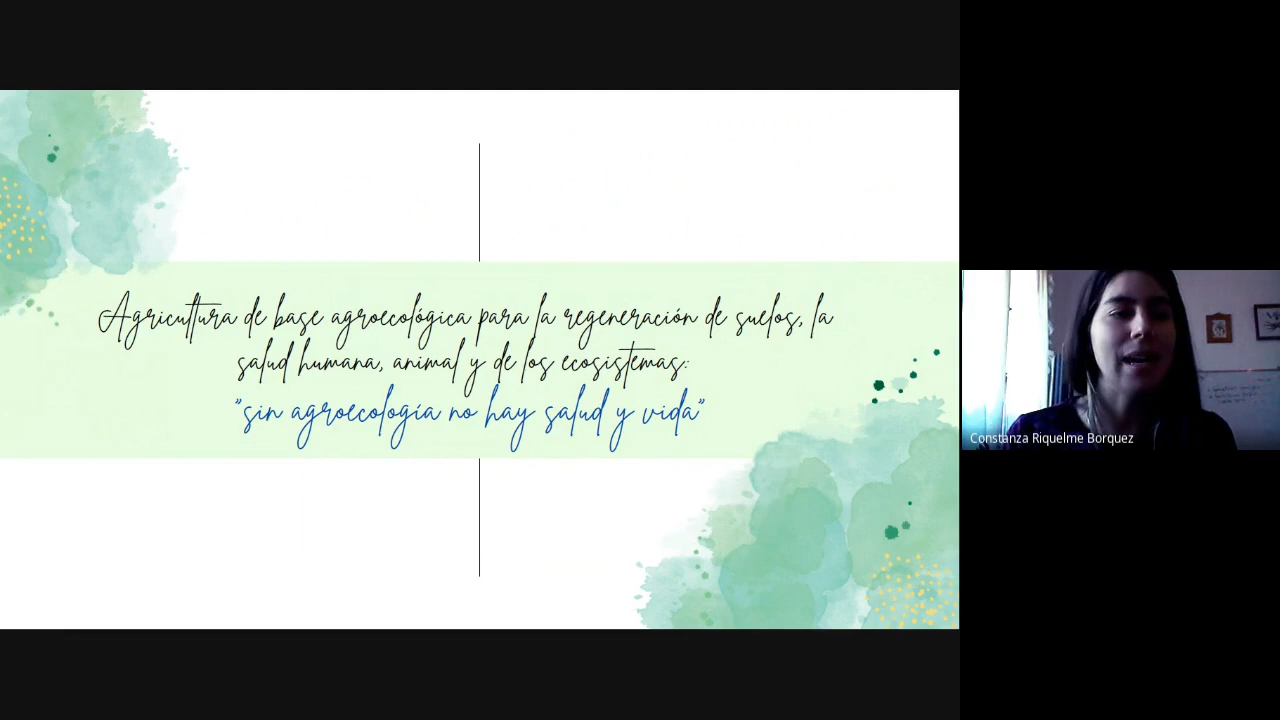 Agricultura de base agroecológica para la regeneración de suelos, la
salud humana, animal y de los ecosistemas:
"sin agroecología no hay salud y vida"
Constanza Riquelme Borquez